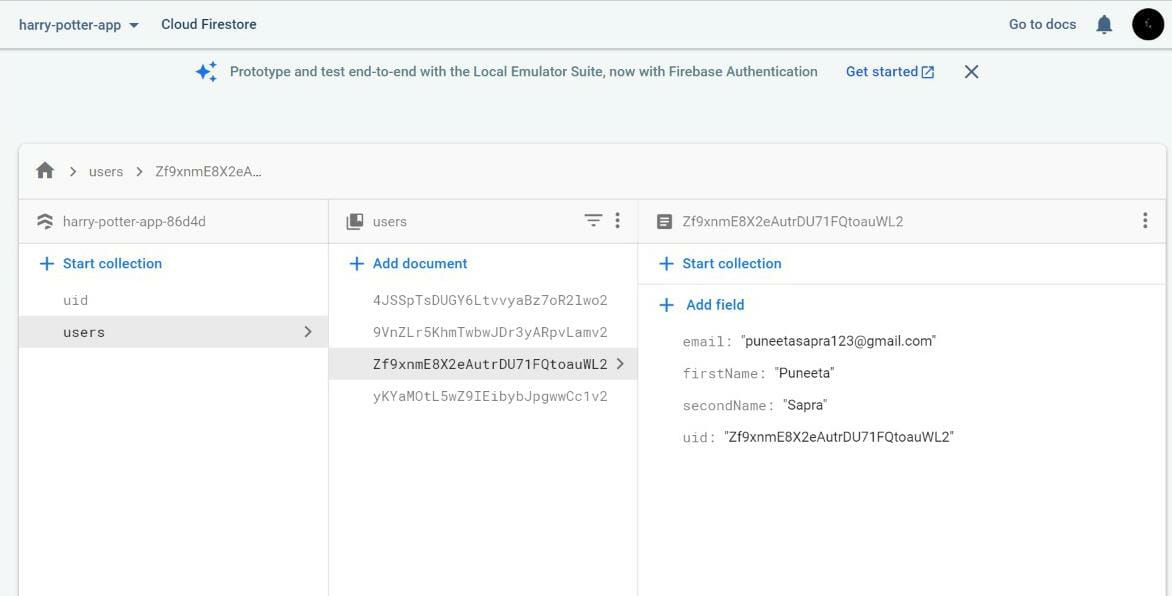 harry-potter-app Cloud Firestore Go to docs
Prototype and test end-to-end with the Local Emulator Suite, now with Firebase Authentication Get started
users Zf9xnmE8X2eA...
harry-potter-app-86d4d
Start collection
uid
users
users
Add document
4JSSpTsDUGY6LtvvyaBz7oR2lwo2
9VnZLr5KhmTwbwJDr3yARpvLamv2
Zf9xnmE8X2eAutrDU71FQtoauWL2
yKYaMOtL5wZ9IEibybJpgwwCc1v2
Zf9xnmE8X2eAutrDU71FQtoauWL2
Start collection
Add field
email: "puneetasapra123@gmail.com"
firstName: "Puneeta"
secondName: "Sapra"
uid: "Zf9xnmE8X2eAutrDU71FQtoauWL2"